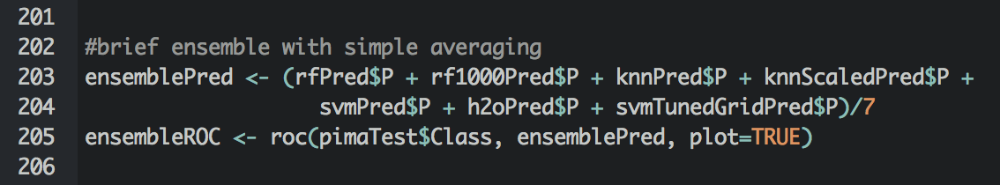 201
202 #brief ensemble with simple averaging
203 ensemblePred <- (rfPred$P + rf1000Pred$P + knnPred$P + knnScaledPred$P +
204 svmPred$P + h2oPred$P + svmTunedGridPred$P)/7
205 ensembleROC <- roc(pimaTest$Class, ensemblePred, plot=TRUE)
206